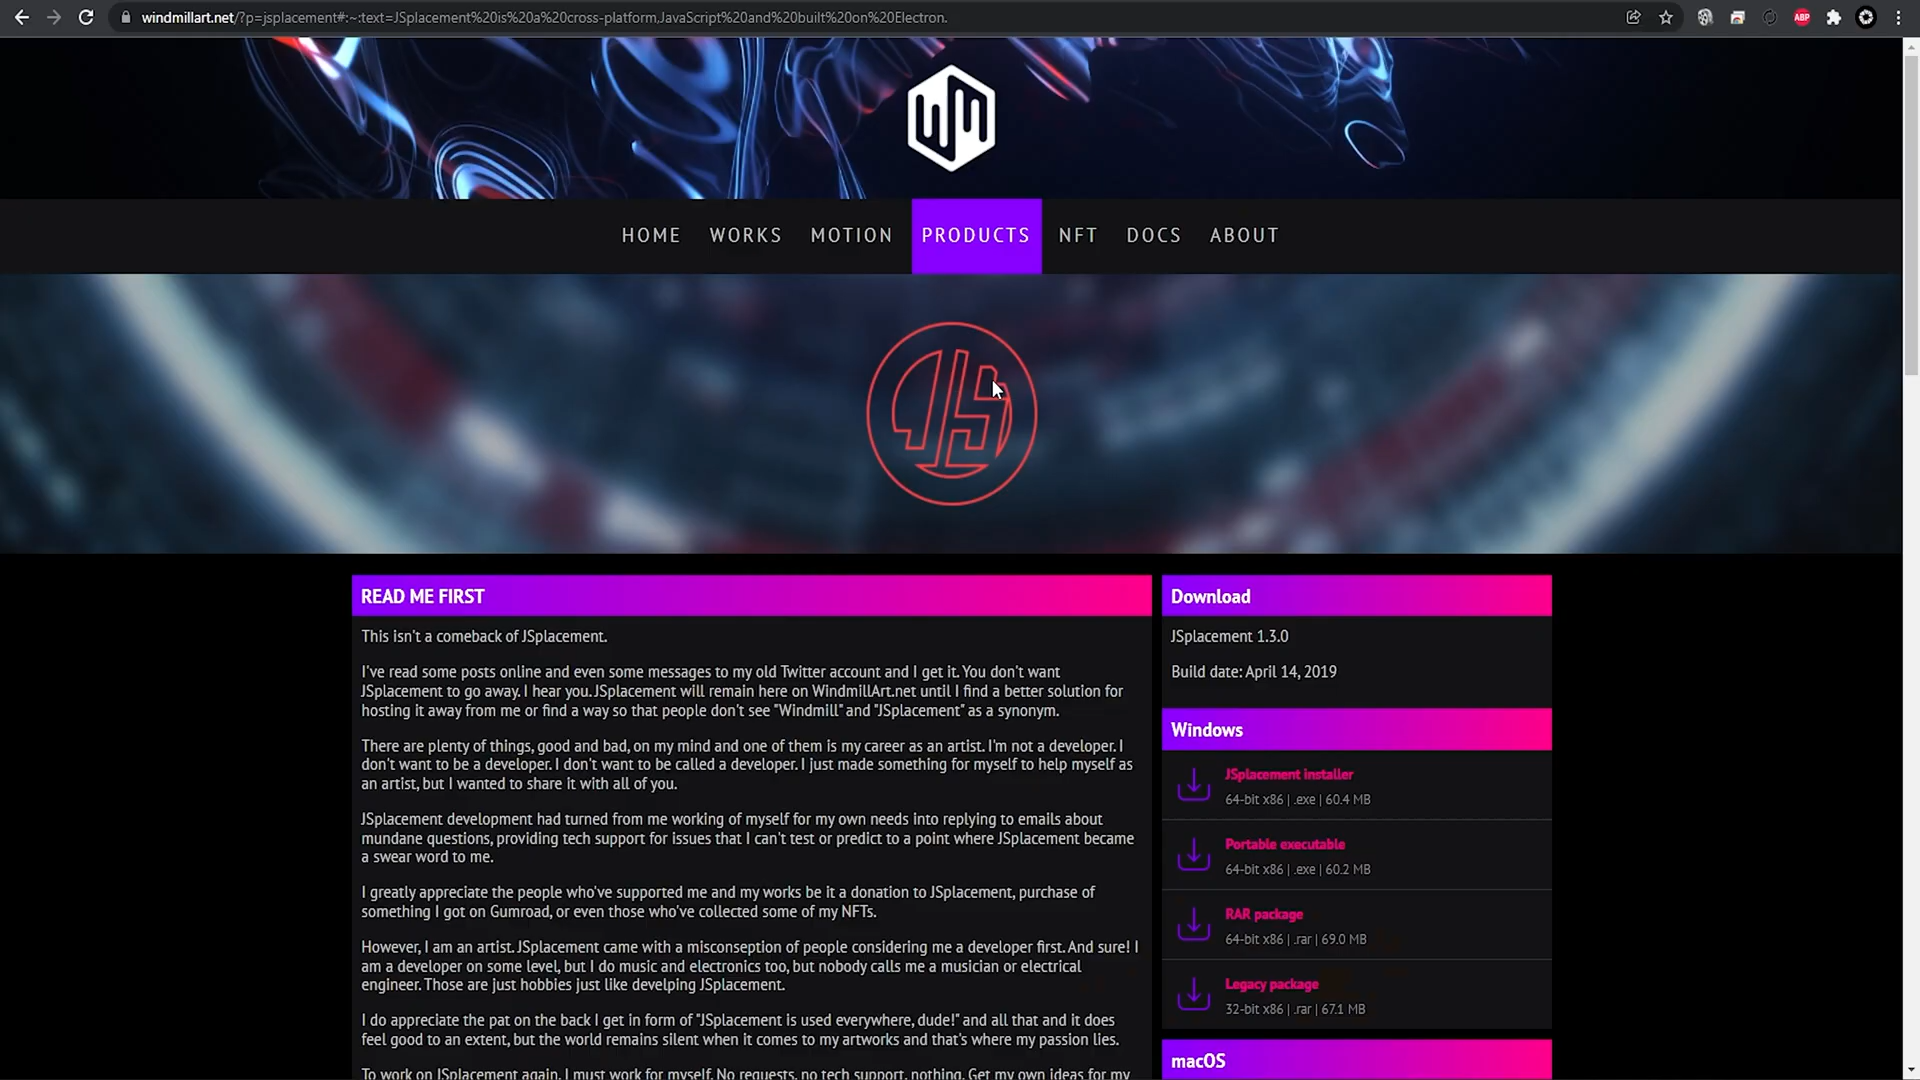 windmillart.net/?p=jsplacement#:~:text=JSplacement%20is%20a%20cross-platform,JavaScript%20and%20built%20on%20Electron.
ABP
WM
HOME WORKS MOTION PRODUCTS NFT DOCS ABOUT
JS
READ ME FIRST
This isn't a comeback of JSplacement.
I've read some posts online and even some messages to my old Twitter account and I get it. You don't want
JSplacement to go away. I hear you. JSplacement will remain here on WindmillArt.net until I find a better solution for
hosting it away from me or find a way so that people don't see "Windmill" and "JSplacement" as a synonym.
There are plenty of things, good and bad, on my mind and one of them is my career as an artist. I'm not a developer. I
don't want to be a developer. I don't want to be called a developer. I just made something for myself to help myself as
an artist, but I wanted to share it with all of you.
JSplacement development had turned from me working of myself for my own needs into replying to emails about
mundane questions, providing tech support for issues that I can't test or predict to a point where JSplacement became
a swear word to me.
I greatly appreciate the people who've supported me and my works be it a donation to JSplacement, purchase of
something I got on Gumroad, or even those who've collected some of my NFTs.
However, I am an artist. JSplacement came with a misconseption of people considering me a developer first. And sure! I
am a developer on some level, but I do music and electronics too, but nobody calls me a musician or electrical
engineer. Those are just hobbies just like develping JSplacement.
I do appreciate the pat on the back I get in form of "JSplacement is used everywhere, dude!" and all that and it does
feel good to an extent, but the world remains silent when it comes to my artworks and that's where my passion lies.
To work on JSplacement again, I must work for myself. No requests, no tech support, nothing. Get my own ideas for my
Download
JSplacement 1.3.0
Build date: April 14, 2019
Windows
JSplacement installer
64-bit x86 | .exe | 60.4 MB
Portable executable
64-bit x86 | .exe | 60.2 MB
RAR package
64-bit x86 | .rar | 69.0 MB
Legacy package
32-bit x86 | .rar | 67.1 MB
macOS